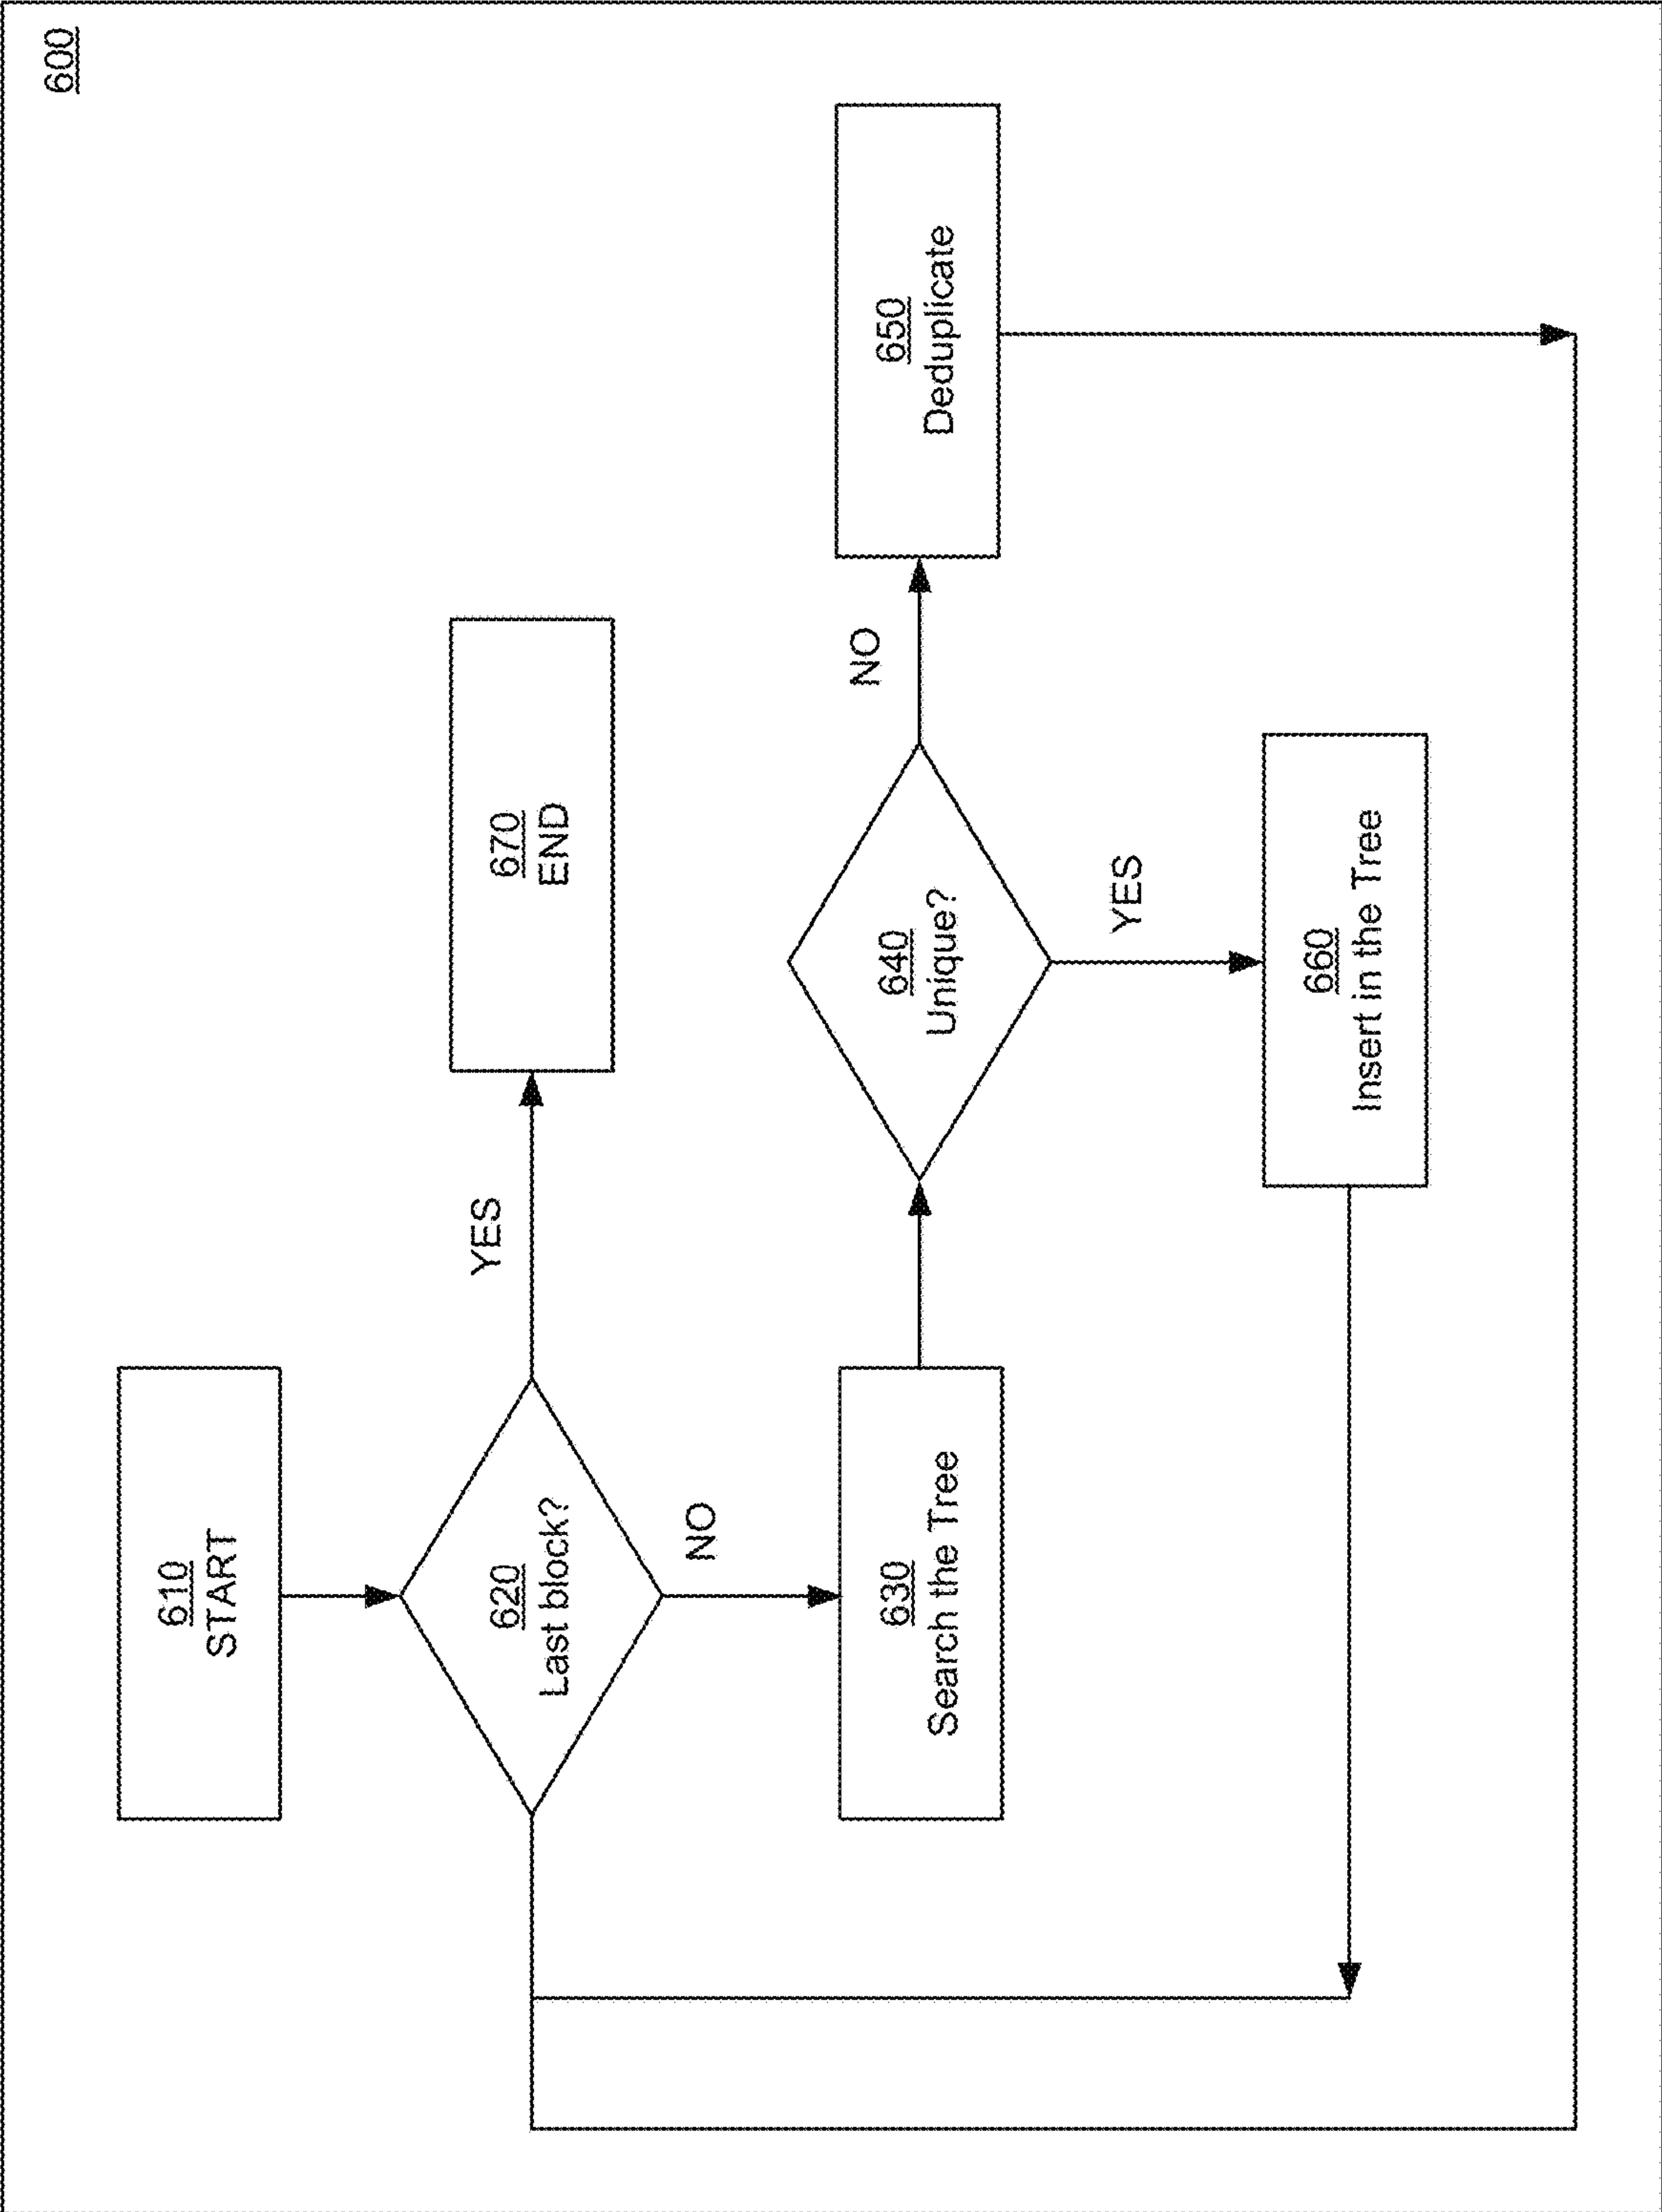 600
610
START
620
Last block?
YES
670
END
NO
630
Search the Tree
640
Unique?
NO
650
Deduplicate
YES
660
Insert in the Tree